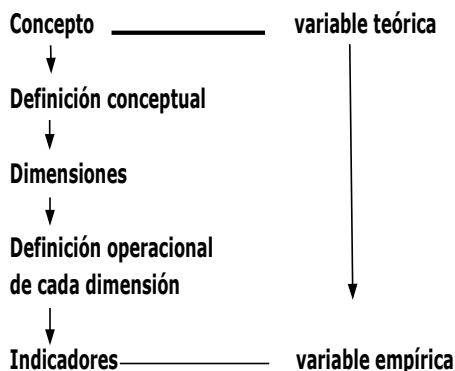 Concepto variable teórica
Definición conceptual
Dimensiones
Definición operacional
de cada dimensión
Indicadores variable empírica